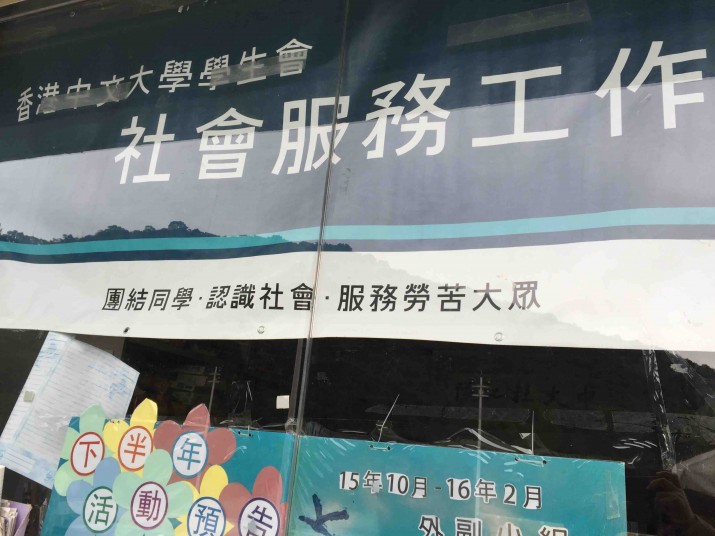 香港中文大學學生會
社會服務工作
團結同學·認識社會·服務勞苦大眾
下半年
活動預告
15年10月-16年2月
外副小組